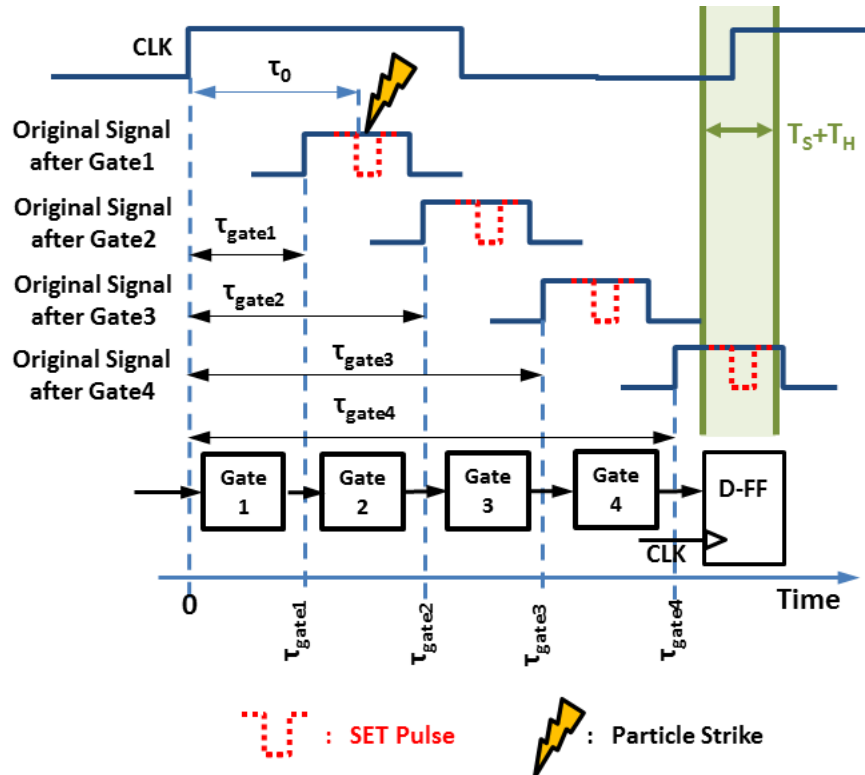 CLK
τ0
Original Signal
after Gate1
TS+TH
Original Signal
after Gate2
τgate1
Original Signal
after Gate3
τgate2
Original Signal
after Gate4
τgate3
τgate4
Gate
1
Gate
2
Gate
3
Gate
4
D-FF
CLK
0
τgate1
τgate2
τgate3
τgate4
Time
: SET Pulse
: Particle Strike